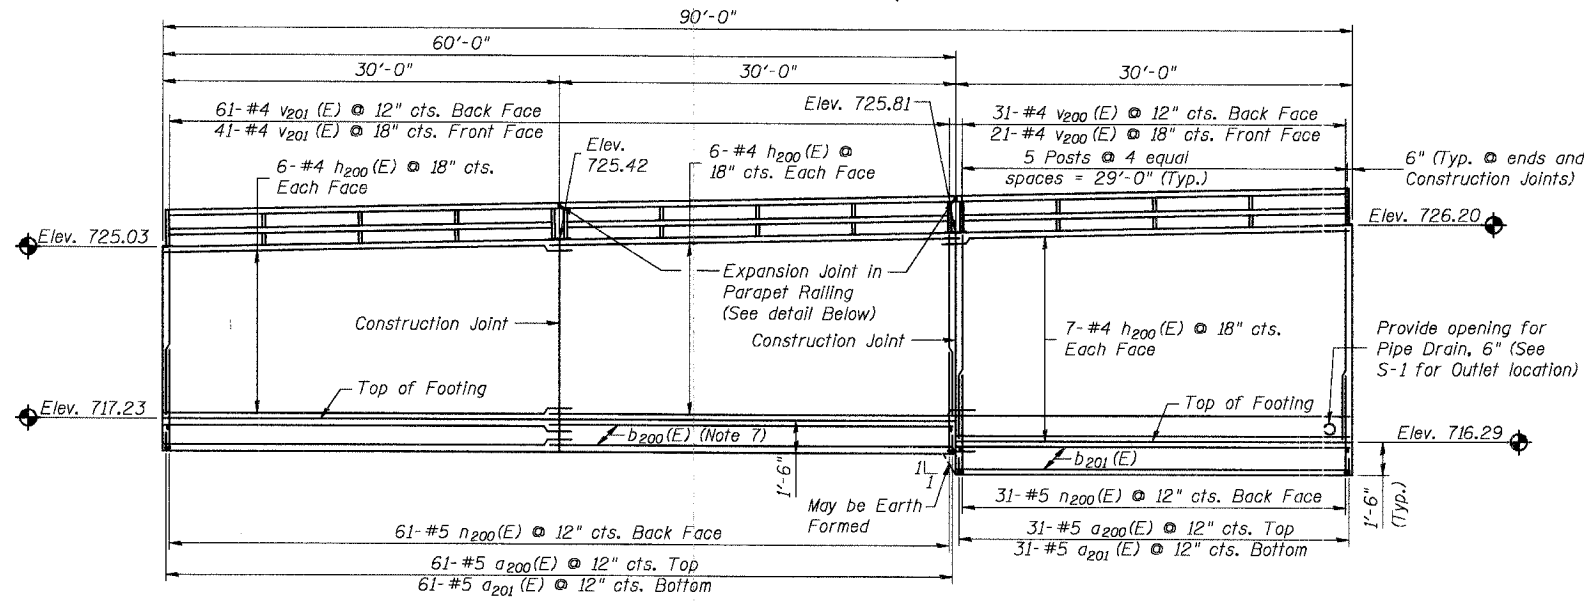 90'-0"
60'-0"
30'-0"
30'-0"
30'-0"
61-#4 v201 (E) @ 12" cts. Back Face
41-#4 v201 (E) @ 18" cts. Front Face
Elev. 725.81
31-#4 v200 (E) @ 12" cts. Back Face
21-#4 v200 (E) @ 18" cts. Front Face
6-#4 h200 (E) @ 18" cts.
Each Face
Elev.
725.42
6-#4 h200 (E) @
18" cts. Each Face
5 Posts @ 4 equal
spaces = 29'-0" (Typ.)
6" (Typ. @ ends and
Construction Joints)
Elev. 725.03
Elev. 726.20
Expansion Joint in
Parapet Railing
(See detail Below)
Construction Joint
Construction Joint
7-#4 h200 (E) @ 18" cts.
Each Face
Provide opening for
Pipe Drain, 6" (See
S-1 for Outlet location)
Top of Footing
Elev. 717.23
Top of Footing
b200 (E) (Note 7)
Elev. 716.29
b201 (E)
1'-6"
1
1
May be Earth
Formed
31-#5 n200 (E) @ 12" cts. Back Face
1'-6"
(Typ.)
61-#5 n200 (E) @ 12" cts. Back Face
31-#5 a200 (E) @ 12" cts. Top
31-#5 a201 (E) @ 12" cts. Bottom
61-#5 a200 (E) @ 12" cts. Top
61-#5 a201 (E) @ 12" cts. Bottom